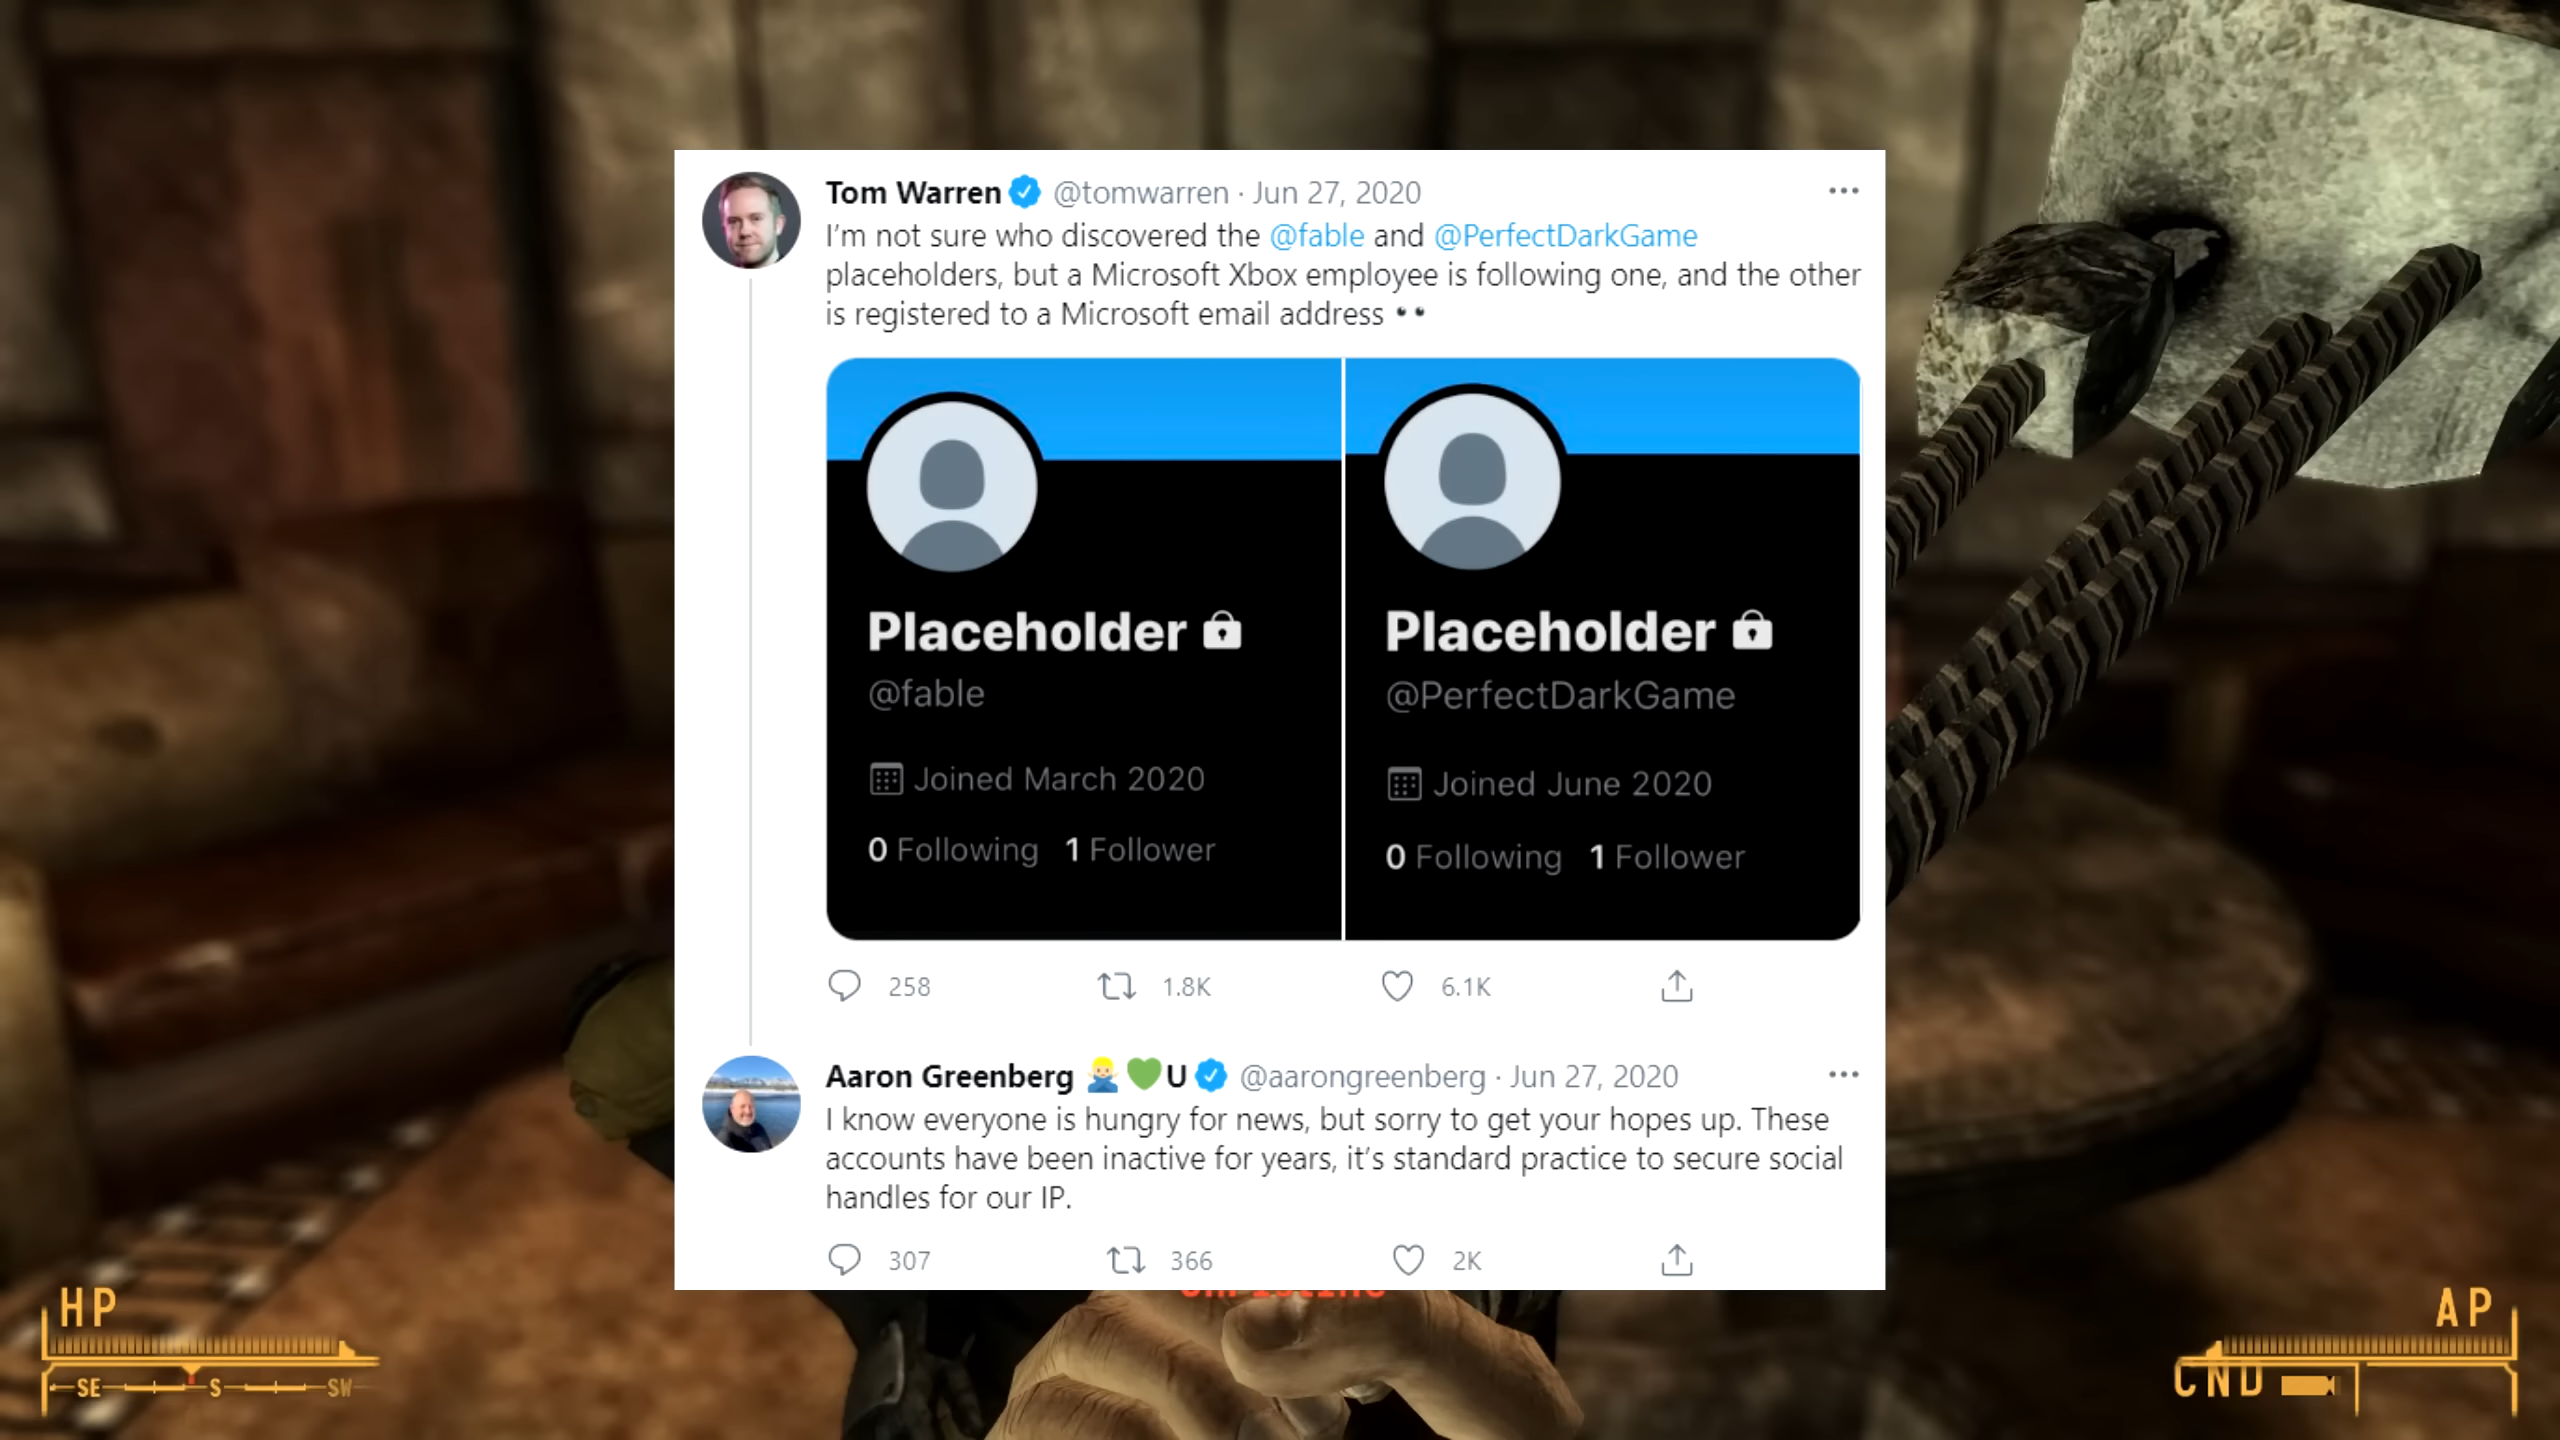 Tom Warren @tomwarren · Jun 27, 2020
I'm not sure who discovered the @fable and @PerfectDarkGame
placeholders, but a Microsoft Xbox employee is following one, and the other
is registered to a Microsoft email address 👀
Placeholder
@fable
Joined March 2020
0 Following 1 Follower
Placeholder
@PerfectDarkGame
Joined June 2020
0 Following 1 Follower
258 1.8K 6.1K
Aaron Greenberg 🙅🏼‍♂️💚U @aarongreenberg · Jun 27, 2020
I know everyone is hungry for news, but sorry to get your hopes up. These
accounts have been inactive for years, it's standard practice to secure social
handles for our IP.
307 366 2K
HP
SE S SW
AP
CND